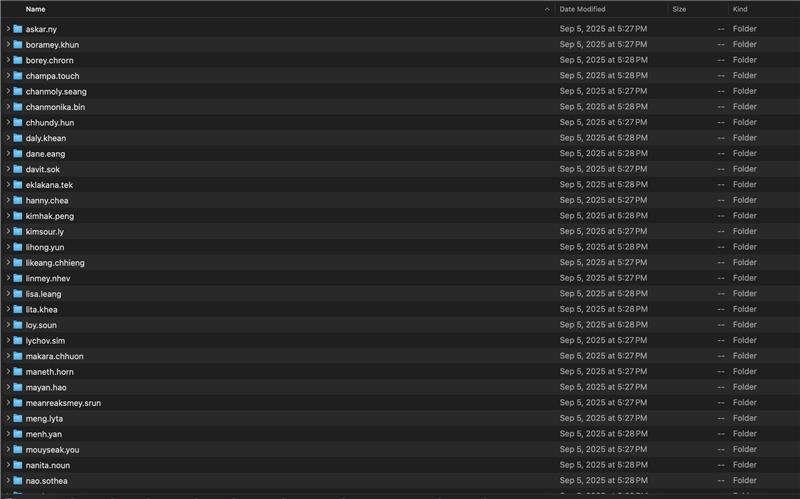 Name Date Modified Size Kind
askar.ny Sep 5, 2025 at 5:27 PM -- Folder
boramey.khun Sep 5, 2025 at 5:27 PM -- Folder
borey.chrorn Sep 5, 2025 at 5:28 PM -- Folder
champa.touch Sep 5, 2025 at 5:28 PM -- Folder
chanmoly.seang Sep 5, 2025 at 5:27 PM -- Folder
chanmonika.bin Sep 5, 2025 at 5:28 PM -- Folder
chhundy.hun Sep 5, 2025 at 5:27 PM -- Folder
daly.khean Sep 5, 2025 at 5:28 PM -- Folder
dane.eang Sep 5, 2025 at 5:27 PM -- Folder
davit.sok Sep 5, 2025 at 5:27 PM -- Folder
eklakana.tek Sep 5, 2025 at 5:28 PM -- Folder
hanny.chea Sep 5, 2025 at 5:27 PM -- Folder
kimhak.peng Sep 5, 2025 at 5:28 PM -- Folder
kimsour.ly Sep 5, 2025 at 5:27 PM -- Folder
lihong.yun Sep 5, 2025 at 5:28 PM -- Folder
likeang.chhieng Sep 5, 2025 at 5:27 PM -- Folder
linmey.nhev Sep 5, 2025 at 5:27 PM -- Folder
lisa.leang Sep 5, 2025 at 5:28 PM -- Folder
lita.khea Sep 5, 2025 at 5:28 PM -- Folder
loy.soun Sep 5, 2025 at 5:28 PM -- Folder
lychov.sim Sep 5, 2025 at 5:27 PM -- Folder
makara.chhuon Sep 5, 2025 at 5:27 PM -- Folder
maneth.horn Sep 5, 2025 at 5:27 PM -- Folder
mayan.hao Sep 5, 2025 at 5:27 PM -- Folder
meanreaksmey.srun Sep 5, 2025 at 5:27 PM -- Folder
meng.lyta Sep 5, 2025 at 5:27 PM -- Folder
menh.yan Sep 5, 2025 at 5:28 PM -- Folder
mouyseak.you Sep 5, 2025 at 5:27 PM -- Folder
nanita.noun Sep 5, 2025 at 5:27 PM -- Folder
nao.sothea Sep 5, 2025 at 5:28 PM -- Folder